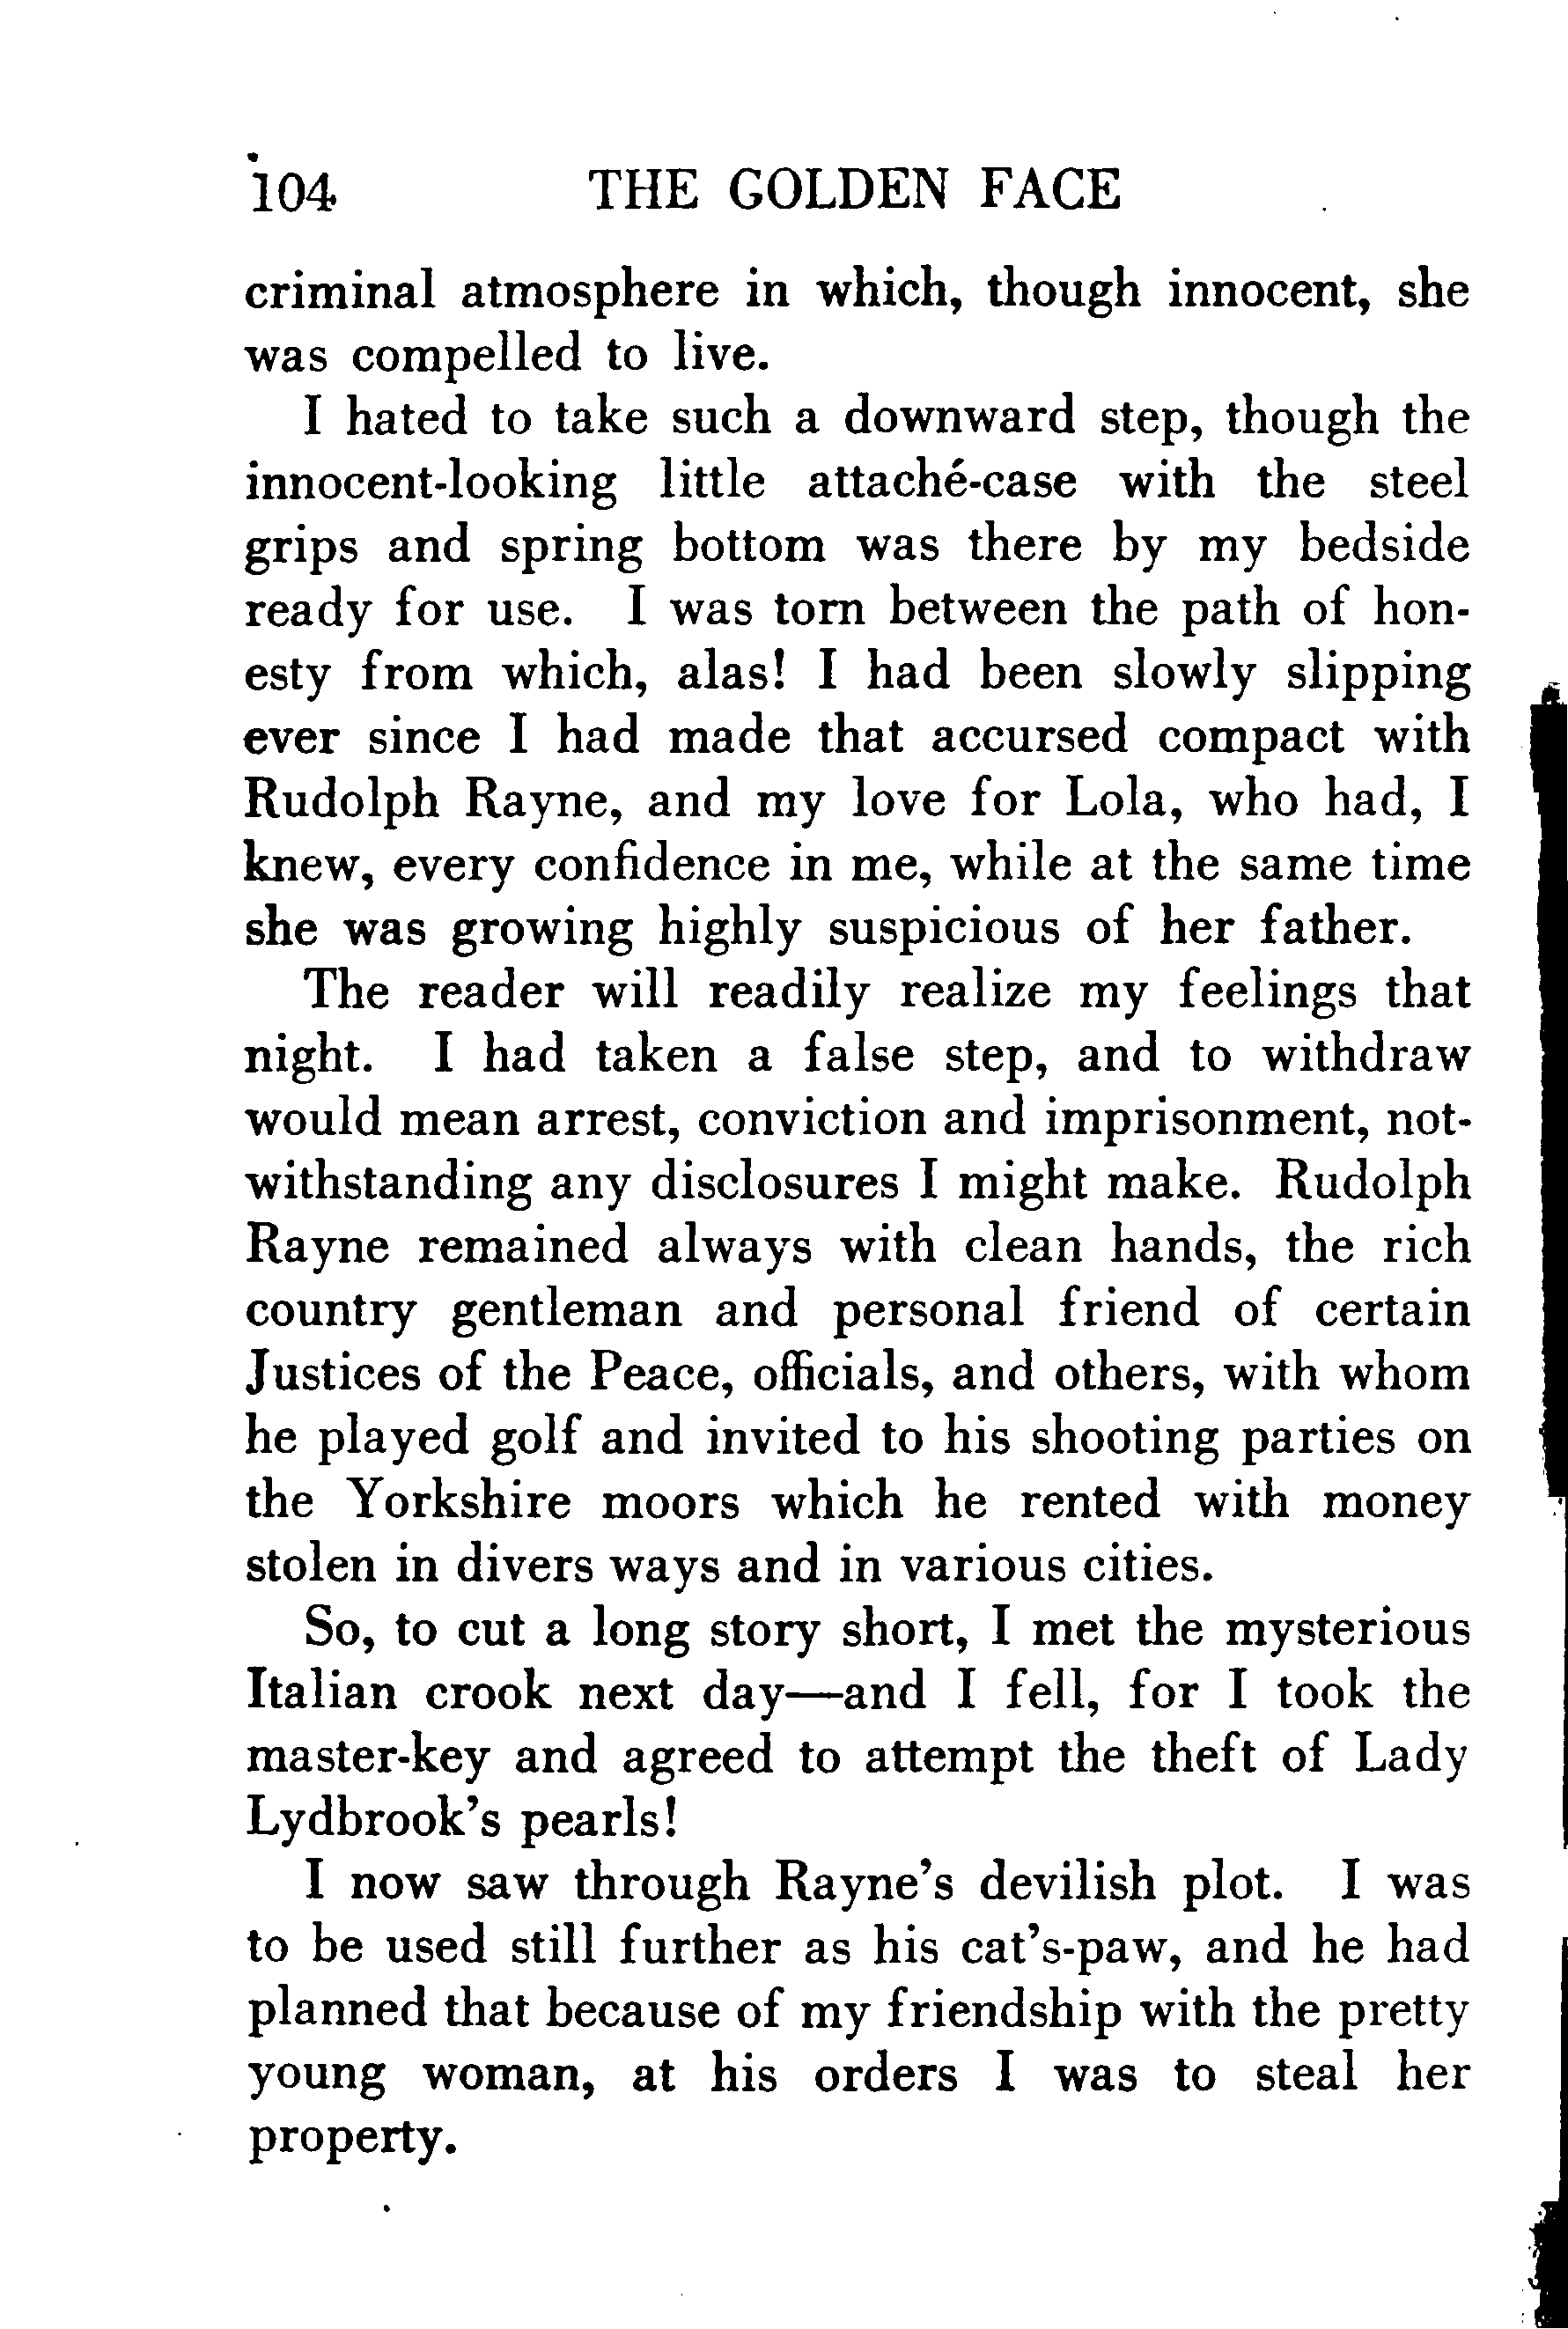 104 THE GOLDEN FACE
criminal atmosphere in which, though innocent, she
was compelled to live.
I hated to take such a downward step, though the
innocent-looking little attaché-case with the steel
grips and spring bottom was there by my bedside
ready for use. I was torn between the path of hon-
esty from which, alas! I had been slowly slipping
ever since I had made that accursed compact with
Rudolph Rayne, and my love for Lola, who had, I
knew, every confidence in me, while at the same time
she was growing highly suspicious of her father.
The reader will readily realize my feelings that
night. I had taken a false step, and to withdraw
would mean arrest, conviction and imprisonment, not-
withstanding any disclosures I might make. Rudolph
Rayne remained always with clean hands, the rich
country gentleman and personal friend of certain
Justices of the Peace, officials, and others, with whom
he played golf and invited to his shooting parties on
the Yorkshire moors which he rented with money
stolen in divers ways and in various cities.
So, to cut a long story short, I met the mysterious
Italian crook next day—and I fell, for I took the
master-key and agreed to attempt the theft of Lady
Lydbrook's pearls!
I now saw through Rayne's devilish plot. I was
to be used still further as his cat's-paw, and he had
planned that because of my friendship with the pretty
young woman, at his orders I was to steal her
property.